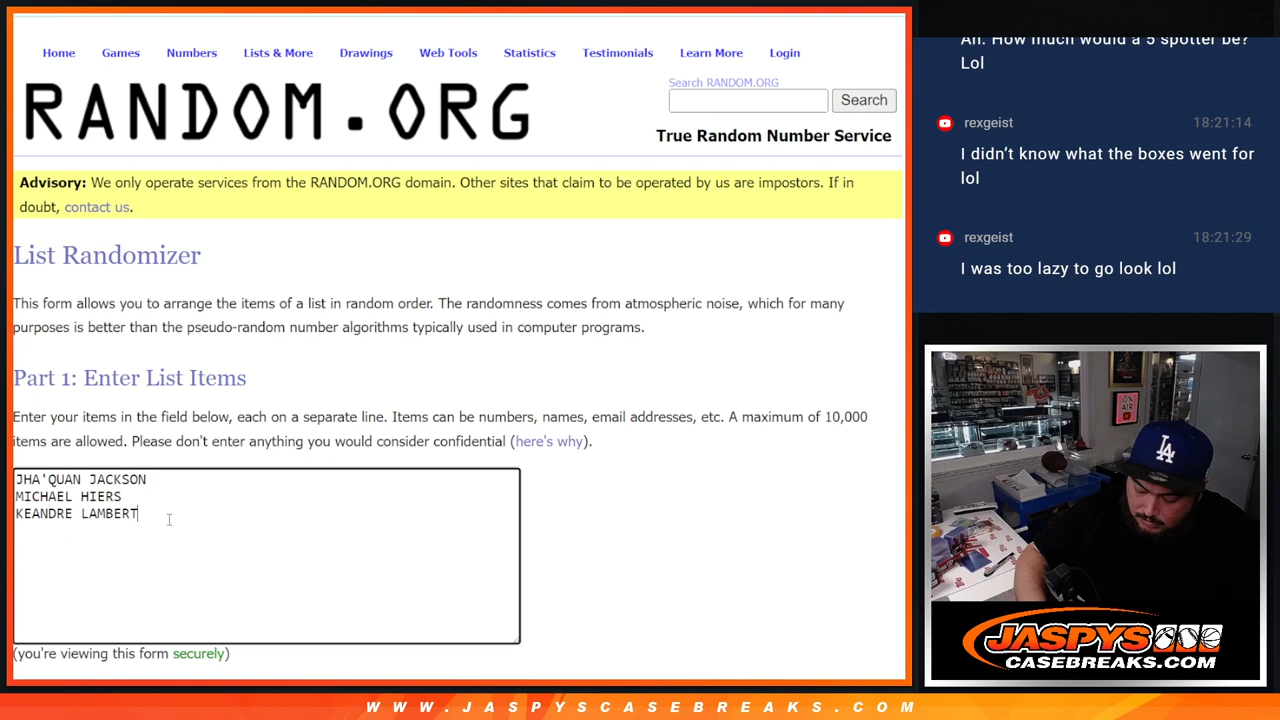 Home Games Numbers Lists & More Drawings Web Tools Statistics Testimonials Learn More Login
RANDOM.ORG
Search RANDOM.ORG
Search
True Random Number Service
Advisory: We only operate services from the RANDOM.ORG domain. Other sites that claim to be operated by us are impostors. If in
doubt, contact us.
List Randomizer
This form allows you to arrange the items of a list in random order. The randomness comes from atmospheric noise, which for many
purposes is better than the pseudo-random number algorithms typically used in computer programs.
Part 1: Enter List Items
Enter your items in the field below, each on a separate line. Items can be numbers, names, email addresses, etc. A maximum of 10,000
items are allowed. Please don't enter anything you would consider confidential (here's why).
JHA'QUAN JACKSON
MICHAEL HIERS
KEANDRE LAMBERT
(you're viewing this form securely)
Ah. How much would a 5 spotter be?
Lol
rexgeist 18:21:14
I didn’t know what the boxes went for
lol
rexgeist 18:21:29
I was too lazy to go look lol
ON
AIR
LA
JASPYS
CASEBREAKS.COM
WWW.JASPYSCASEBREAKS.COM